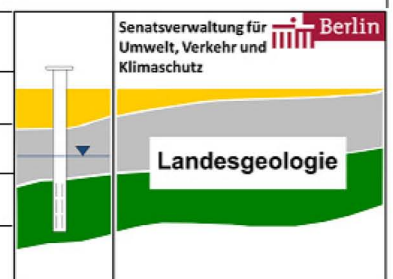 Senatsverwaltung für
Umwelt, Verkehr und
Klimaschutz
Berlin
Landesgeologie